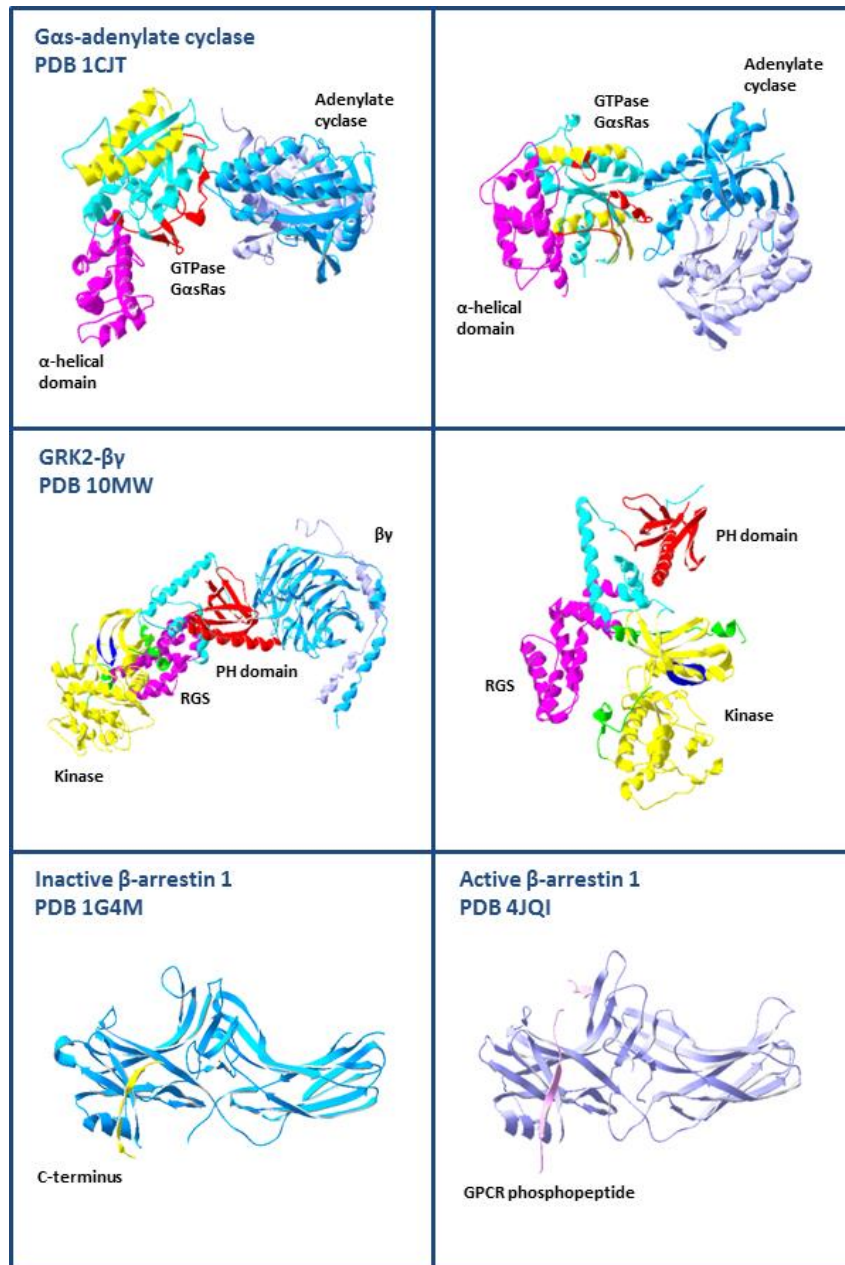 Gαs-adenylate cyclase
PDB 1CJT
Adenylate
cyclase
GTPase
GαsRas
α-helical
domain
Adenylate
cyclase
GTPase
GαsRas
α-helical
domain
GRK2-βγ
PDB 1OMW
βγ
PH domain
RGS
Kinase
PH domain
RGS
Kinase
Inactive β-arrestin 1
PDB 1G4M
C-terminus
Active β-arrestin 1
PDB 4JQI
GPCR phosphopeptide